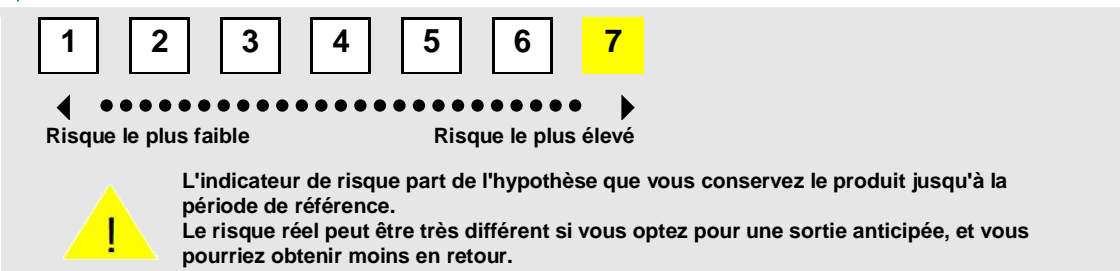 1 2 3 4 5 6 7
Risque le plus faible Risque le plus élevé
L'indicateur de risque part de l'hypothèse que vous conservez le produit jusqu'à la
période de référence.
! Le risque réel peut être très différent si vous optez pour une sortie anticipée, et vous
pourriez obtenir moins en retour.